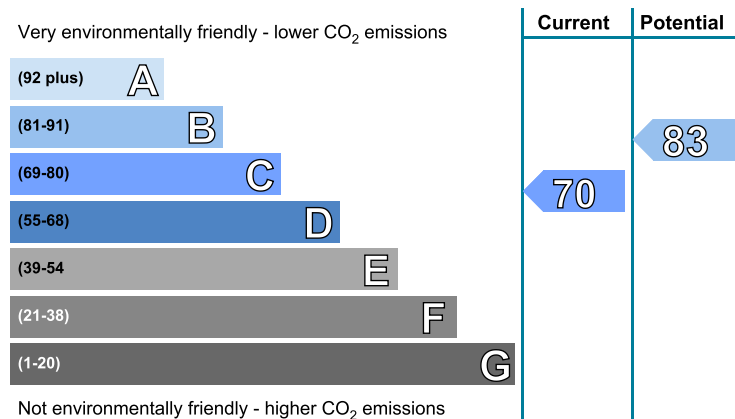 Very environmentally friendly - lower CO₂ emissions
Current
Potential
(92 plus) A
(81-91) B
83
(69-80) C
70
(55-68) D
(39-54 E
(21-38) F
(1-20) G
Not environmentally friendly - higher CO₂ emissions